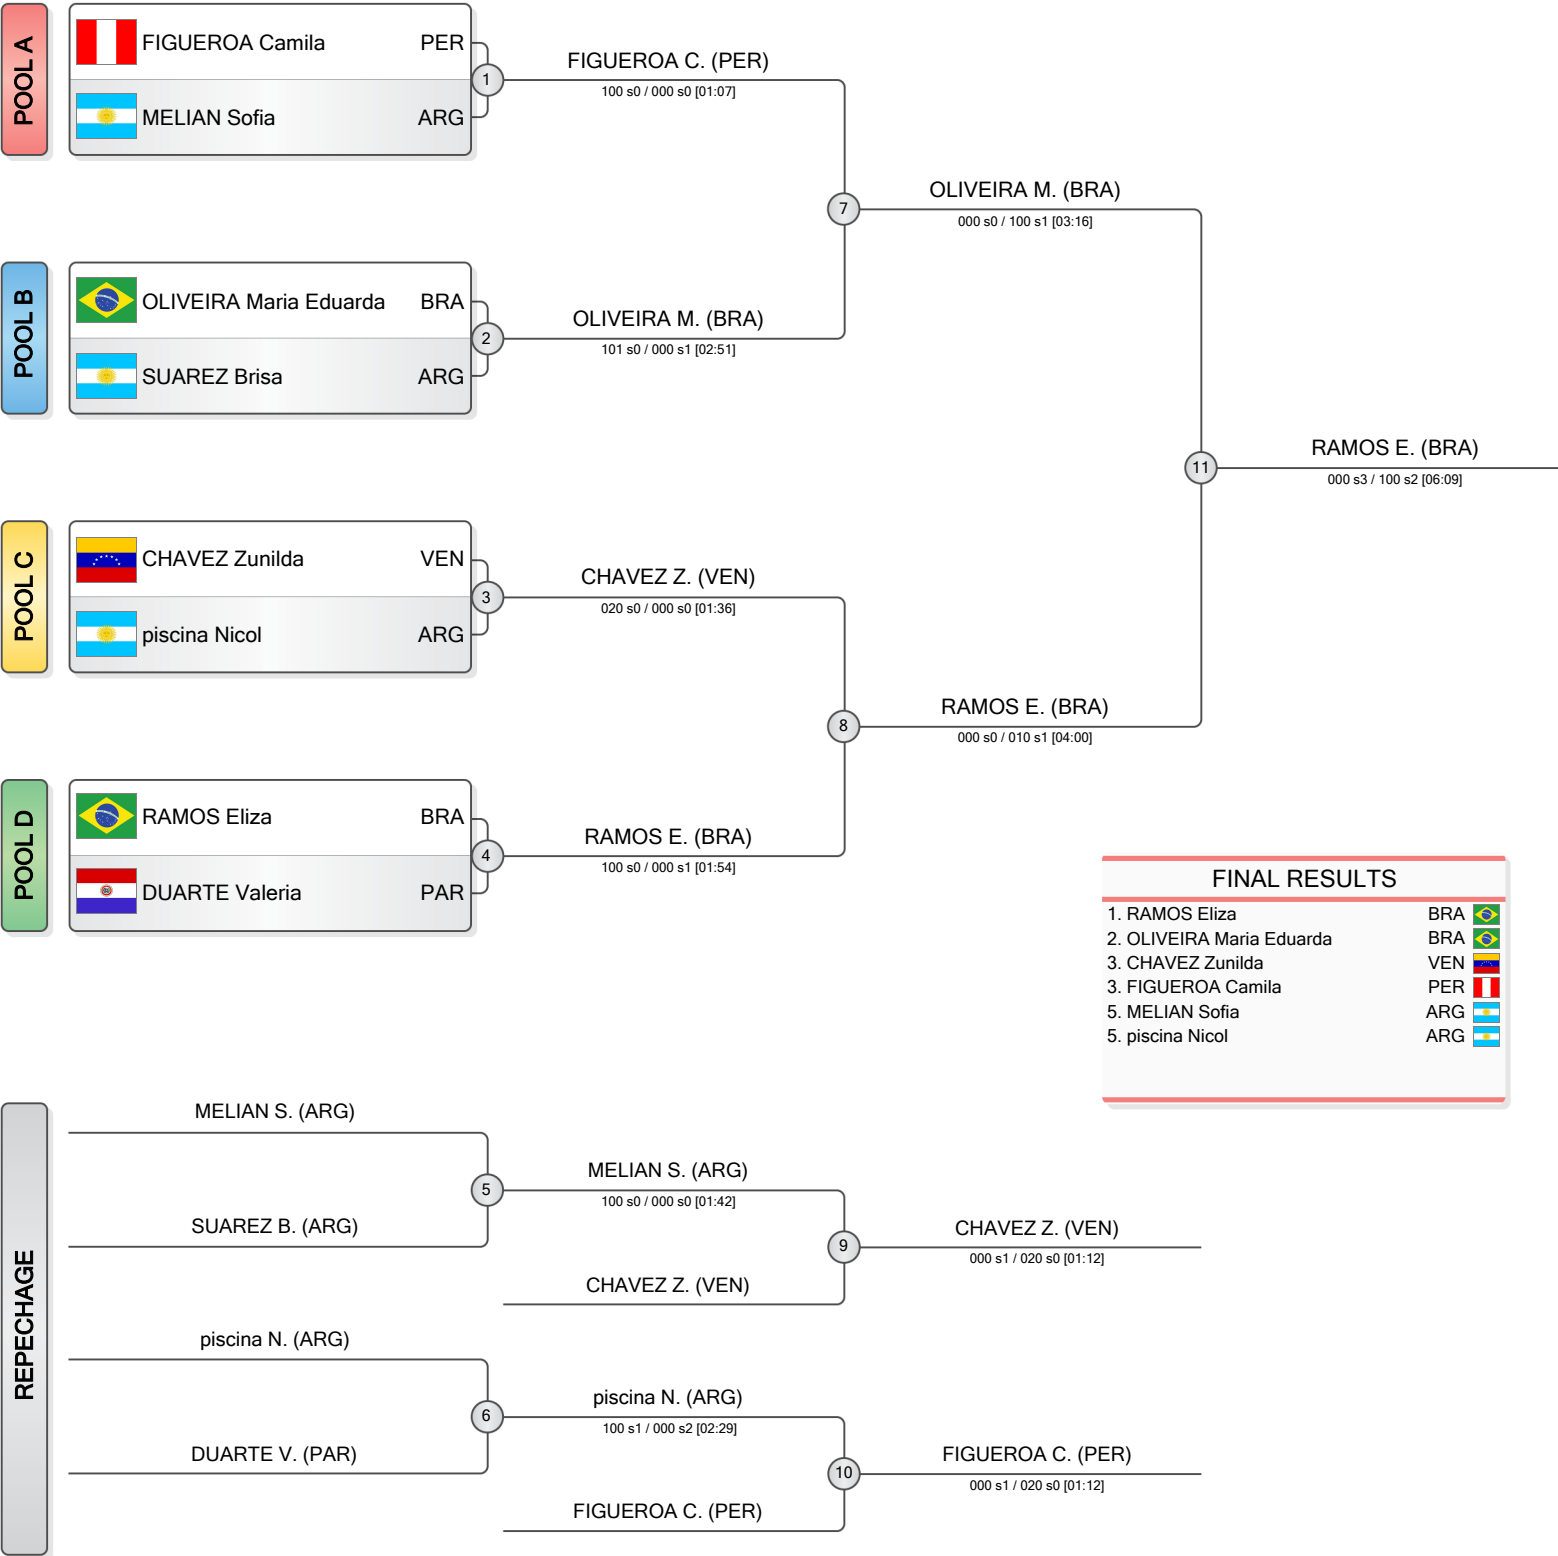 POOL A
FIGUEROA Camila PER
MELIAN Sofia ARG
1
FIGUEROA C. (PER)
100 s0 / 000 s0 [01:07]
7
OLIVEIRA M. (BRA)
000 s0 / 100 s1 [03:16]
POOL B
OLIVEIRA Maria Eduarda BRA
SUAREZ Brisa ARG
2
OLIVEIRA M. (BRA)
101 s0 / 000 s1 [02:51]
11
RAMOS E. (BRA)
000 s3 / 100 s2 [06:09]
POOL C
CHAVEZ Zunilda VEN
piscina Nicol ARG
3
CHAVEZ Z. (VEN)
020 s0 / 000 s0 [01:36]
8
RAMOS E. (BRA)
000 s0 / 010 s1 [04:00]
POOL D
RAMOS Eliza BRA
DUARTE Valeria PAR
4
RAMOS E. (BRA)
100 s0 / 000 s1 [01:54]
FINAL RESULTS
1. RAMOS Eliza BRA
2. OLIVEIRA Maria Eduarda BRA
3. CHAVEZ Zunilda VEN
3. FIGUEROA Camila PER
5. MELIAN Sofia ARG
5. piscina Nicol ARG
REPECHAGE
MELIAN S. (ARG)
SUAREZ B. (ARG)
5
MELIAN S. (ARG)
100 s0 / 000 s0 [01:42]
CHAVEZ Z. (VEN)
9
CHAVEZ Z. (VEN)
000 s1 / 020 s0 [01:12]
piscina N. (ARG)
DUARTE V. (PAR)
6
piscina N. (ARG)
100 s1 / 000 s2 [02:29]
FIGUEROA C. (PER)
10
FIGUEROA C. (PER)
000 s1 / 020 s0 [01:12]